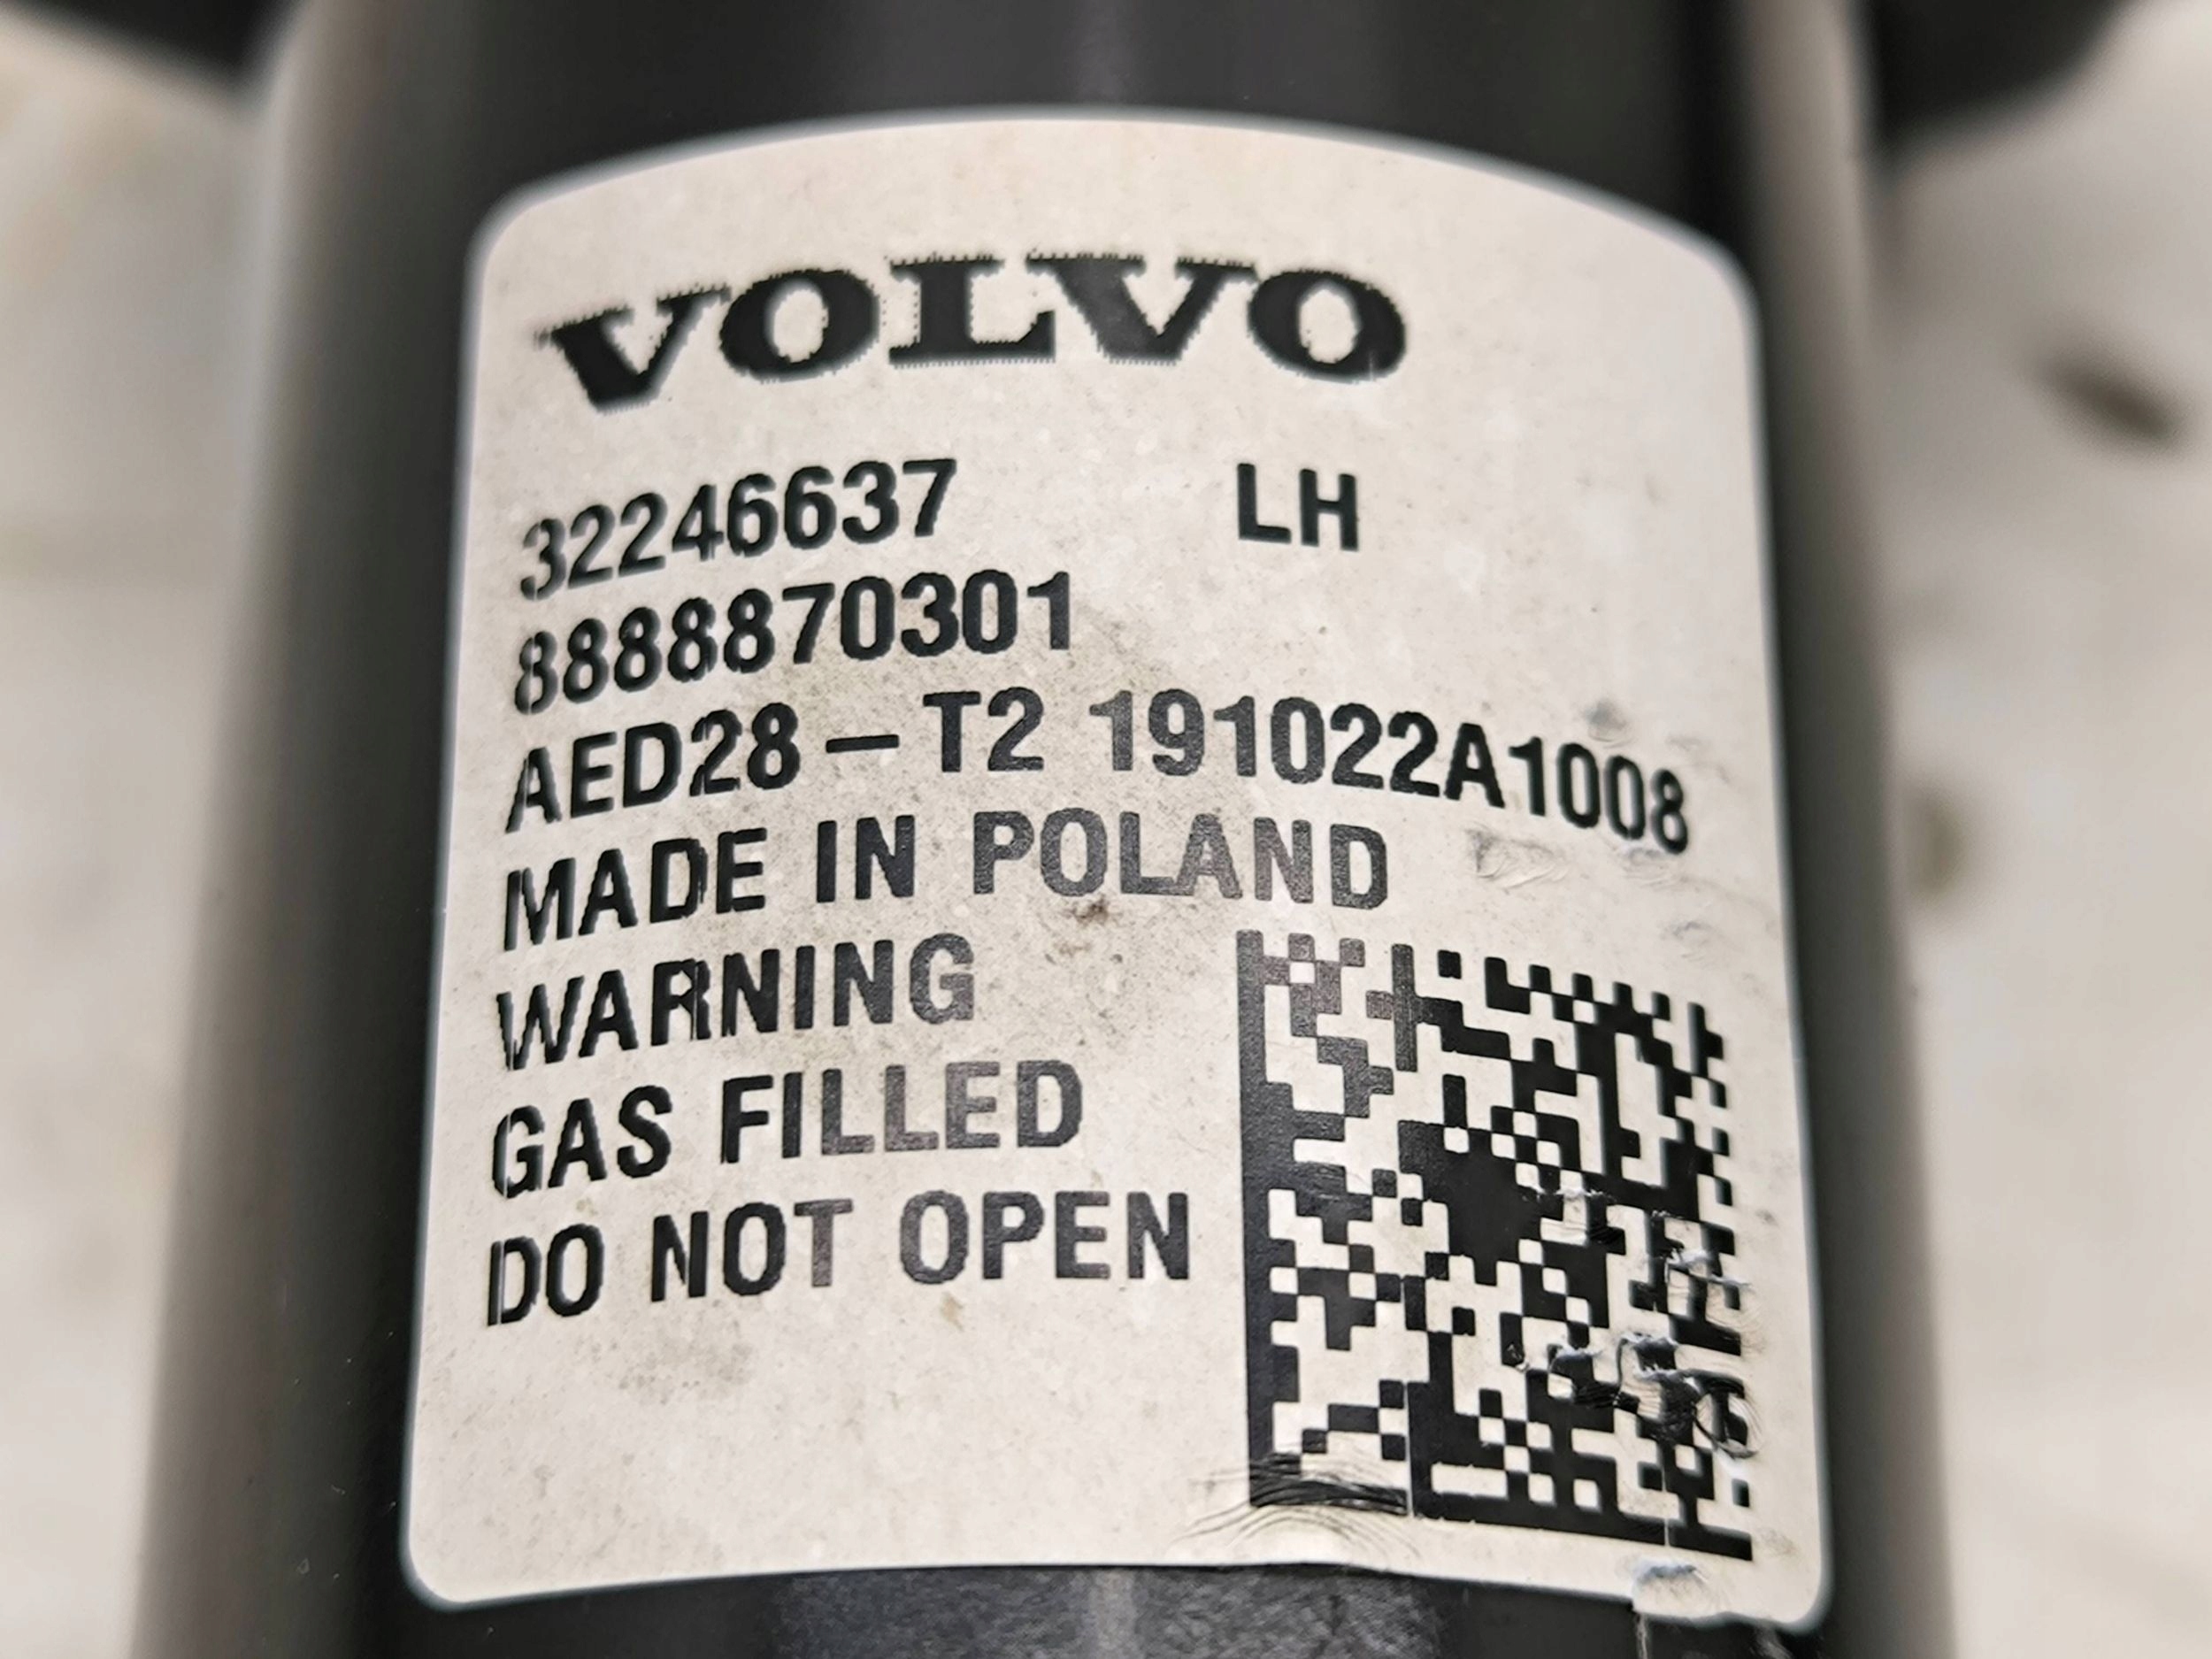 VOLVO
32246637 LH
8888870301
AED28-T2 191022A1008
MADE IN POLAND
WARNING
GAS FILLED
DO NOT OPEN